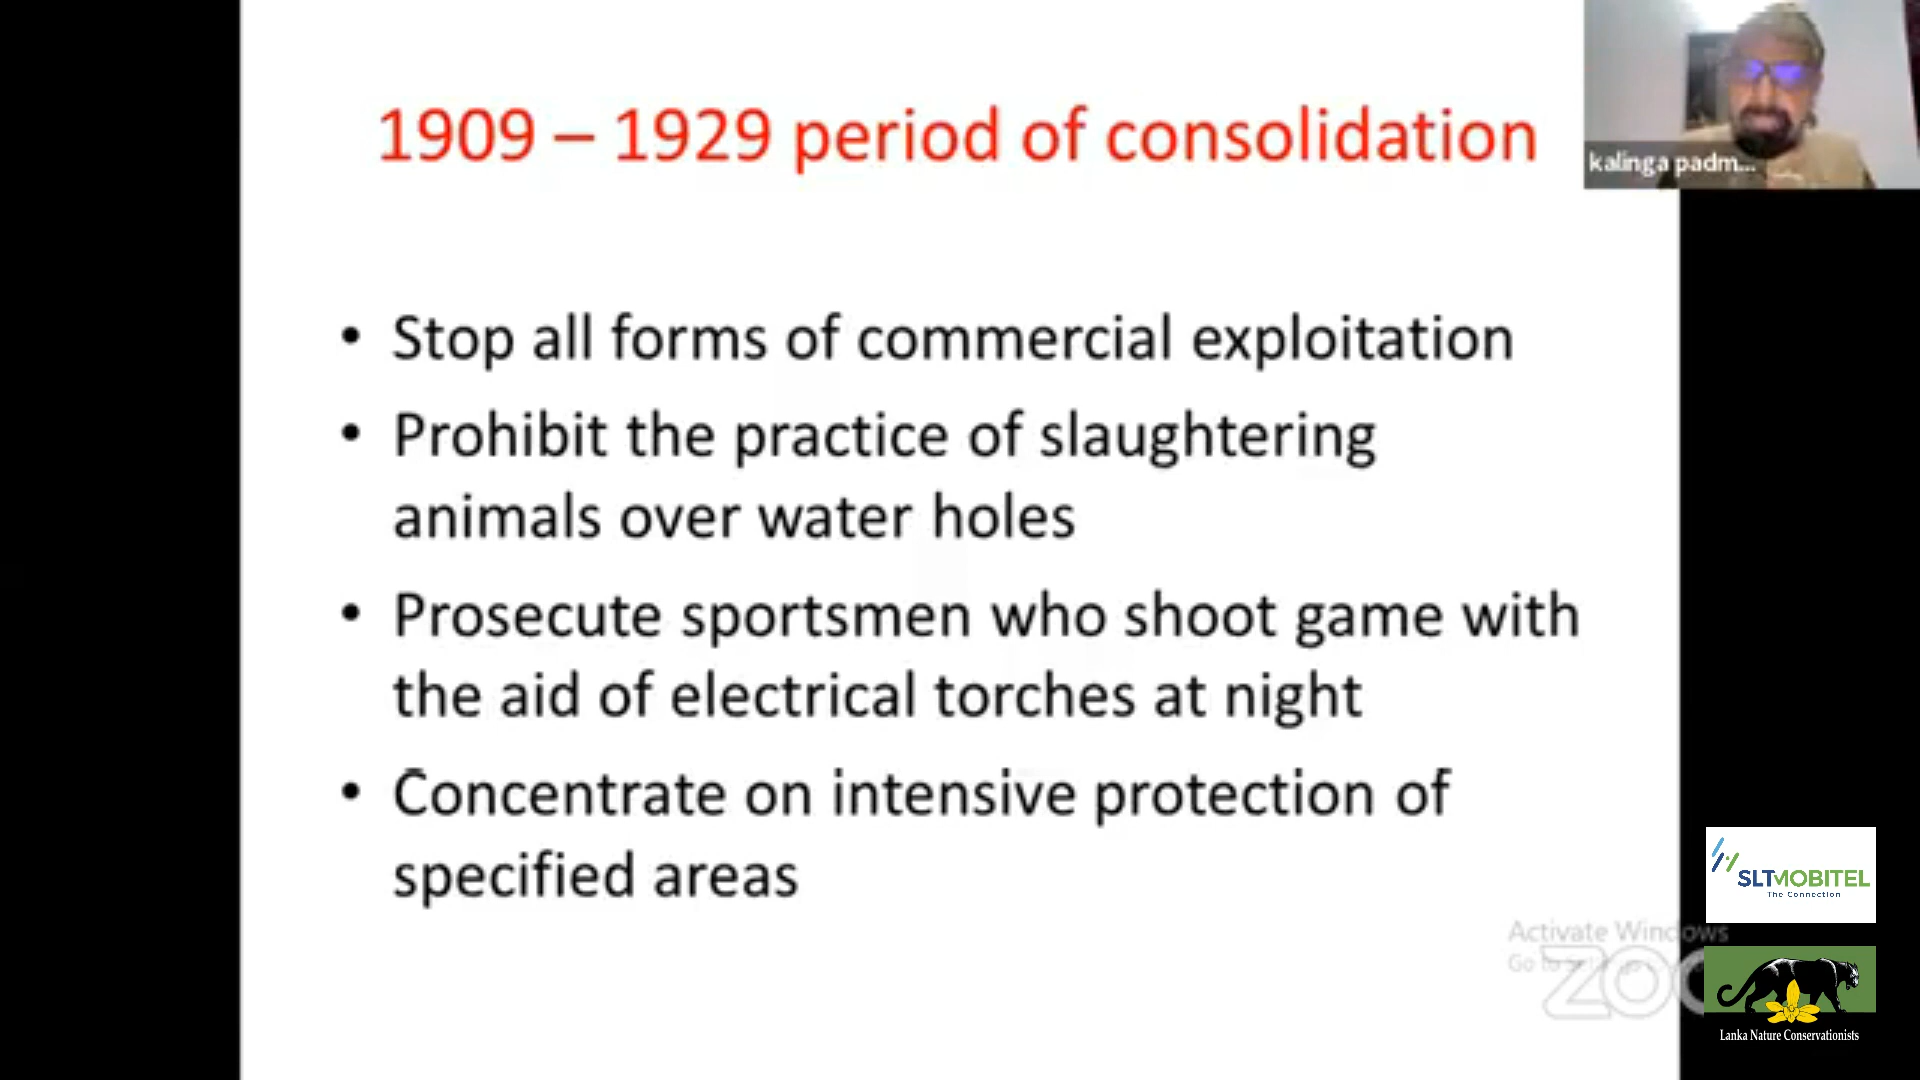 1909 – 1929 period of consolidation
kalinga padm...
• Stop all forms of commercial exploitation
• Prohibit the practice of slaughtering
animals over water holes
• Prosecute sportsmen who shoot game with
the aid of electrical torches at night
• Concentrate on intensive protection of
specified areas
SLTMOBITEL
The Connection
Activate Windows
Go to
zoo
Lanka Nature Conservationists